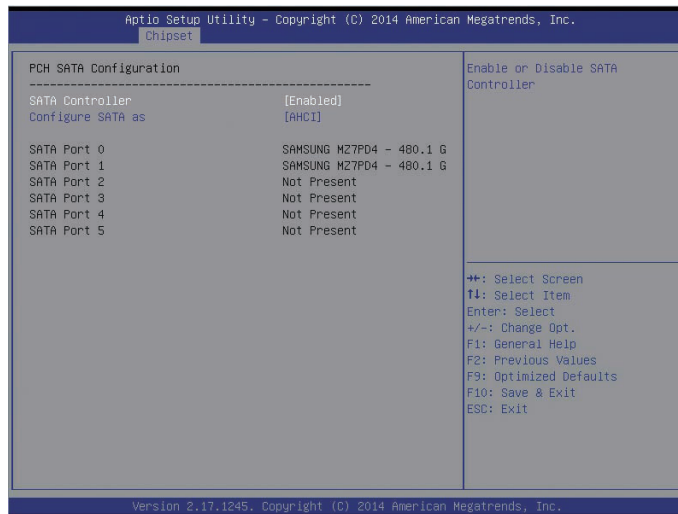 Aptio Setup Utility – Copyright (C) 2014 American Megatrends, Inc.
Chipset
PCH SATA Configuration
SATA Controller [Enabled]
Configure SATA as [AHCI]
SATA Port 0 SAMSUNG MZ7PD4 – 480.1 G
SATA Port 1 SAMSUNG MZ7PD4 – 480.1 G
SATA Port 2 Not Present
SATA Port 3 Not Present
SATA Port 4 Not Present
SATA Port 5 Not Present
Enable or Disable SATA
Controller
→←: Select Screen
↑↓: Select Item
Enter: Select
+/-: Change Opt.
F1: General Help
F2: Previous Values
F9: Optimized Defaults
F10: Save & Exit
ESC: Exit
Version 2.17.1245. Copyright (C) 2014 American Megatrends, Inc.